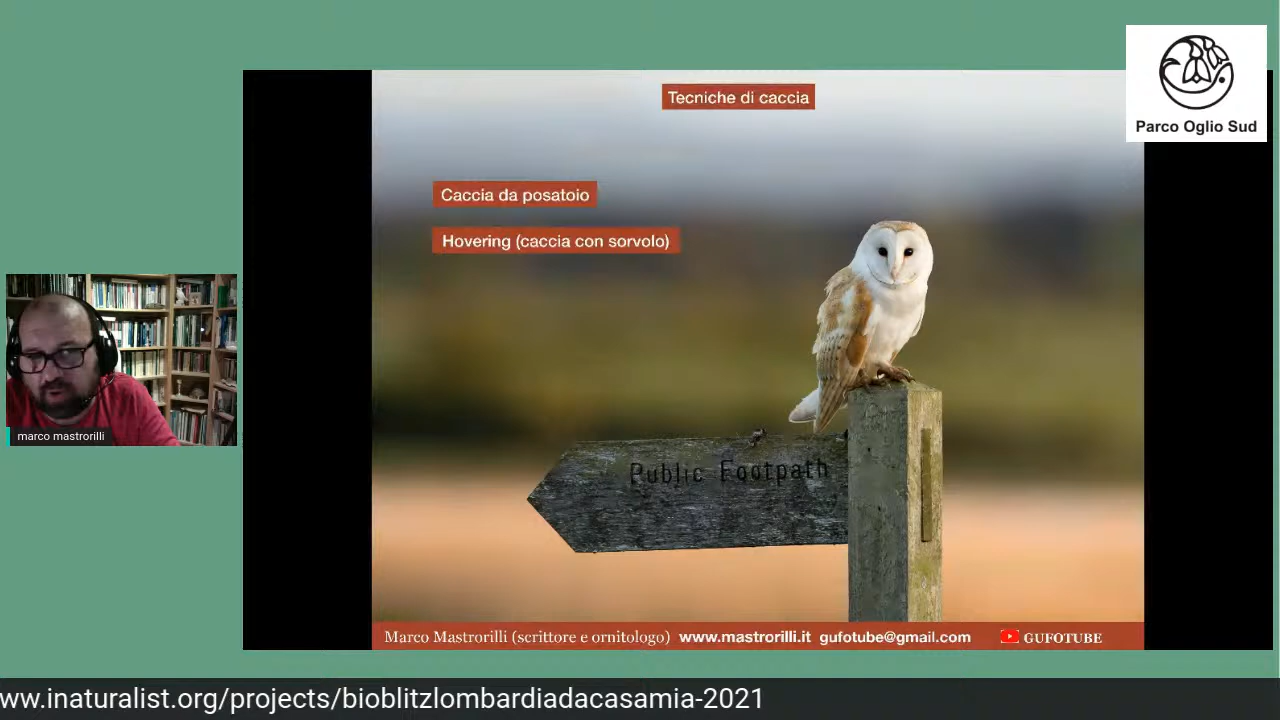 Parco Oglio Sud
Tecniche di caccia
Caccia da posatoio
Hovering (caccia con sorvolo)
Public Footpath
marco mastrorilli
Marco Mastrorilli (scrittore e ornitologo) www.mastrorilli.it gufotube@gmail.com GUFOTUBE
ww.inaturalist.org/projects/bioblitzlombardiadacasamia-2021